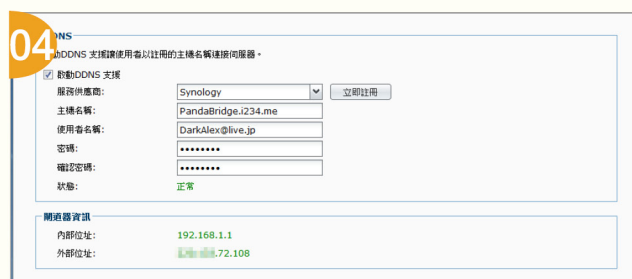 04
DDNS
啟動DDNS 支援讓使用者以註冊的主機名稱連接伺服器。
啟動DDNS 支援
服務供應商: Synology 立即註冊
主機名稱: PandaBridge.i234.me
使用者名稱: DarkAlex@live.jp
密碼: ••••••••
確認密碼: ••••••••
狀態: 正常
閘道器資訊
內部位址: 192.168.1.1
外部位址: .72.108